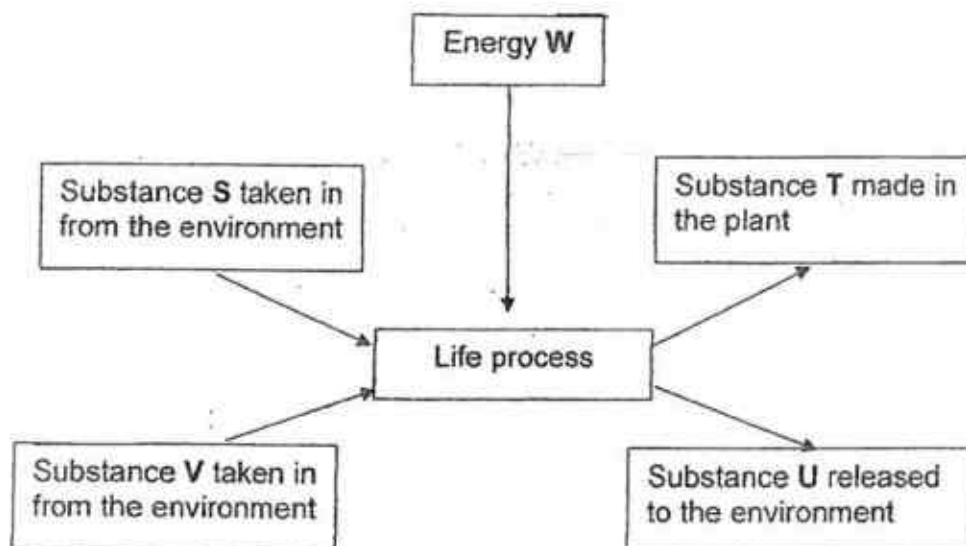 Energy W
Substance S taken in
from the environment
Substance T made in
the plant
Life process
Substance V taken in
from the environment
Substance U released
to the environment